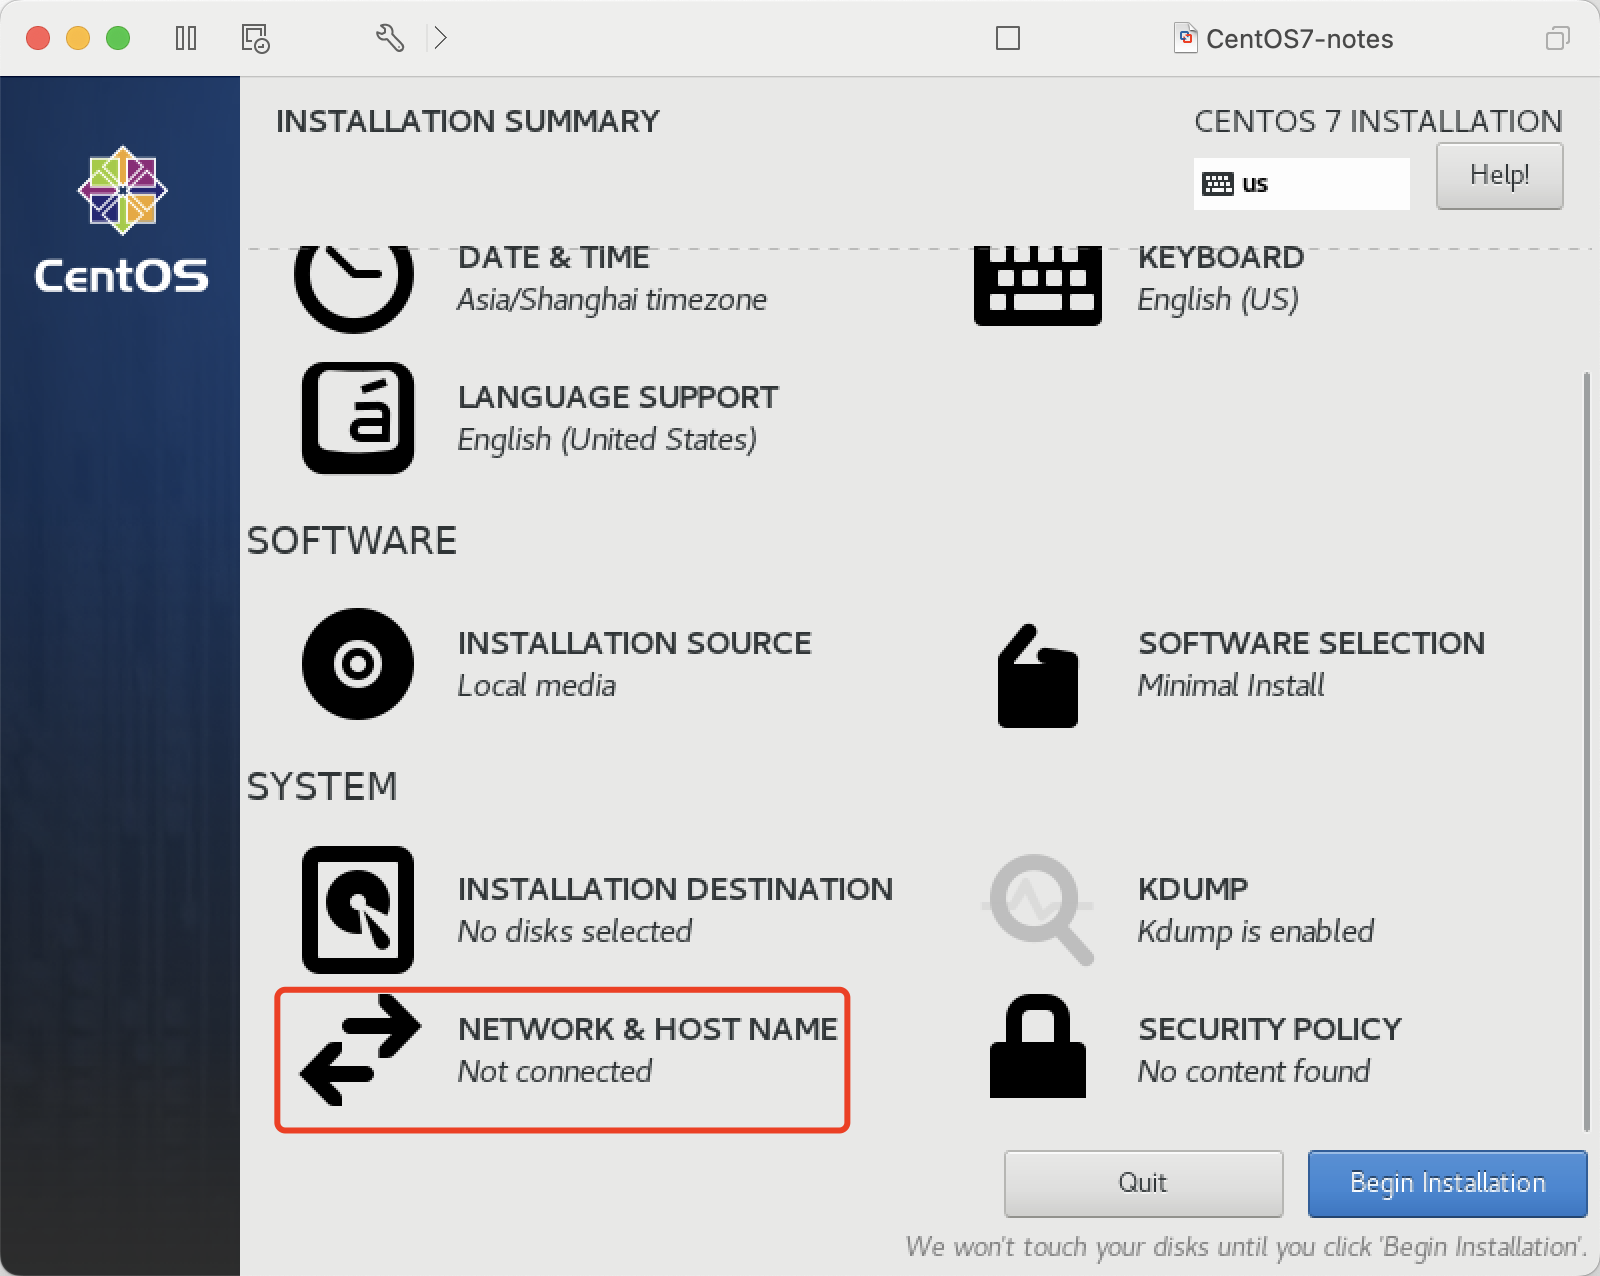 CentOS7-notes
INSTALLATION SUMMARY
CENTOS 7 INSTALLATION
us
Help!
CentOS
DATE & TIME
Asia/Shanghai timezone
KEYBOARD
English (US)
LANGUAGE SUPPORT
English (United States)
SOFTWARE
INSTALLATION SOURCE
Local media
SOFTWARE SELECTION
Minimal Install
SYSTEM
INSTALLATION DESTINATION
No disks selected
KDUMP
Kdump is enabled
NETWORK & HOST NAME
Not connected
SECURITY POLICY
No content found
Quit
Begin Installation
We won't touch your disks until you click 'Begin Installation'.